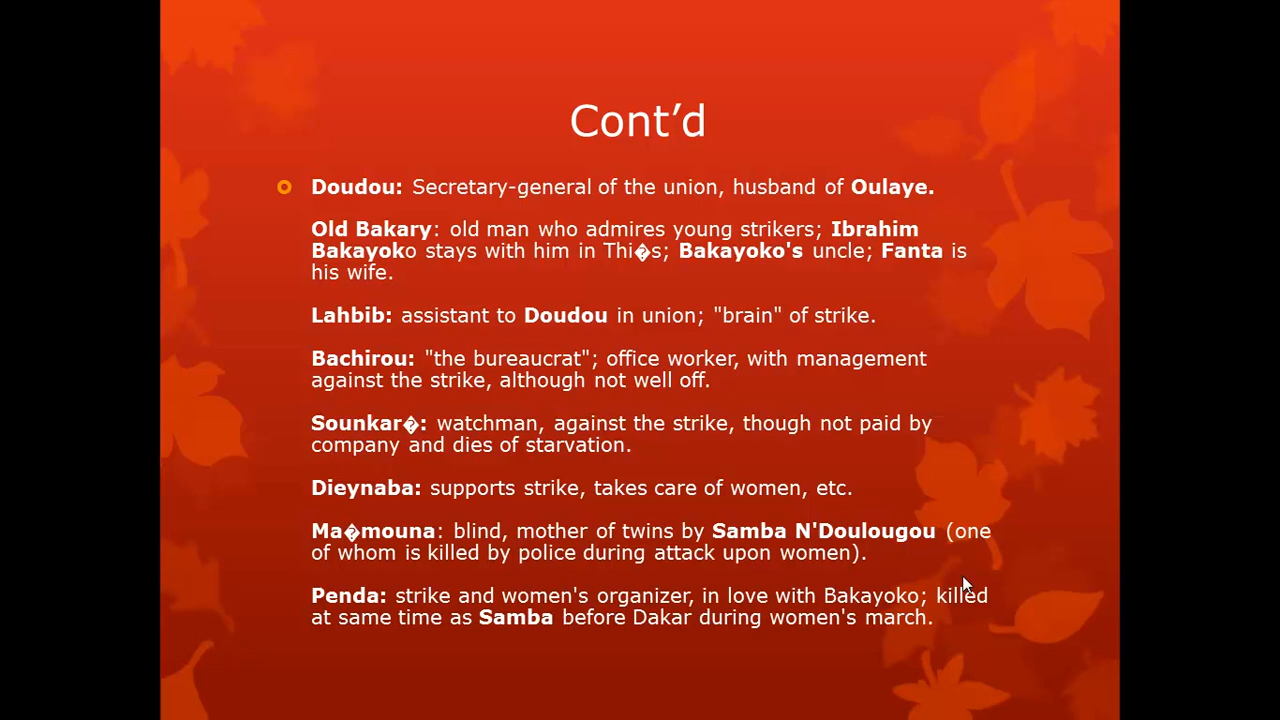 Cont’d
Doudou: Secretary-general of the union, husband of Oulaye.
Old Bakary: old man who admires young strikers; Ibrahim
Bakayoko stays with him in Thi�s; Bakayoko's uncle; Fanta is
his wife.
Lahbib: assistant to Doudou in union; "brain" of strike.
Bachirou: "the bureaucrat"; office worker, with management
against the strike, although not well off.
Sounkar�: watchman, against the strike, though not paid by
company and dies of starvation.
Dieynaba: supports strike, takes care of women, etc.
Ma�mouna: blind, mother of twins by Samba N'Doulougou (one
of whom is killed by police during attack upon women).
Penda: strike and women's organizer, in love with Bakayoko; killed
at same time as Samba before Dakar during women's march.